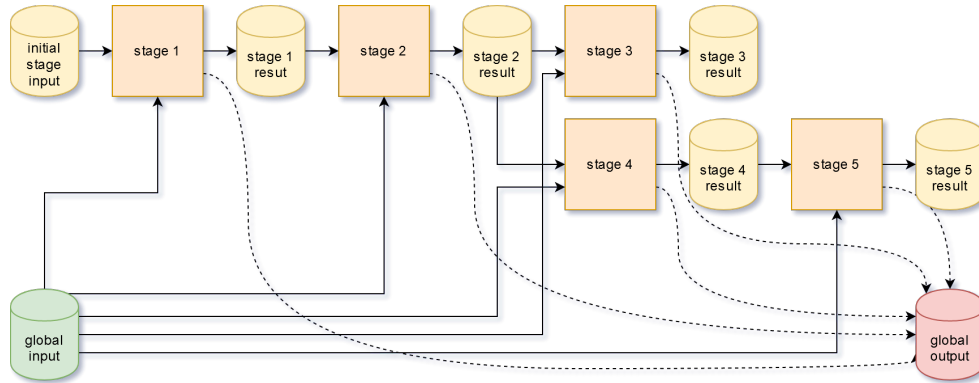 initial
stage
input
stage 1
stage 1
resut
stage 2
stage 2
result
stage 3
stage 3
result
stage 4
stage 4
result
stage 5
stage 5
result
global
input
global
output